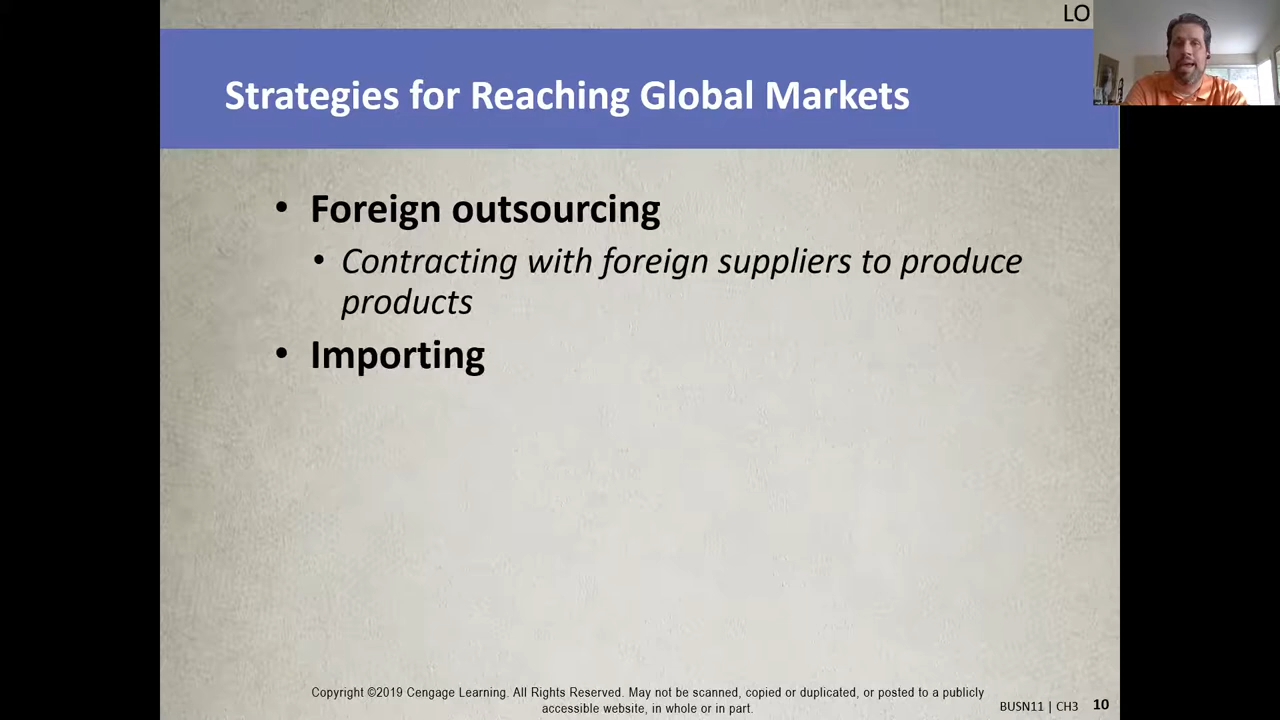 LO
Strategies for Reaching Global Markets
• Foreign outsourcing
• Contracting with foreign suppliers to produce
products
• Importing
Copyright ©2019 Cengage Learning. All Rights Reserved. May not be scanned, copied or duplicated, or posted to a publicly
accessible website, in whole or in part.
BUSN11 | CH3 10